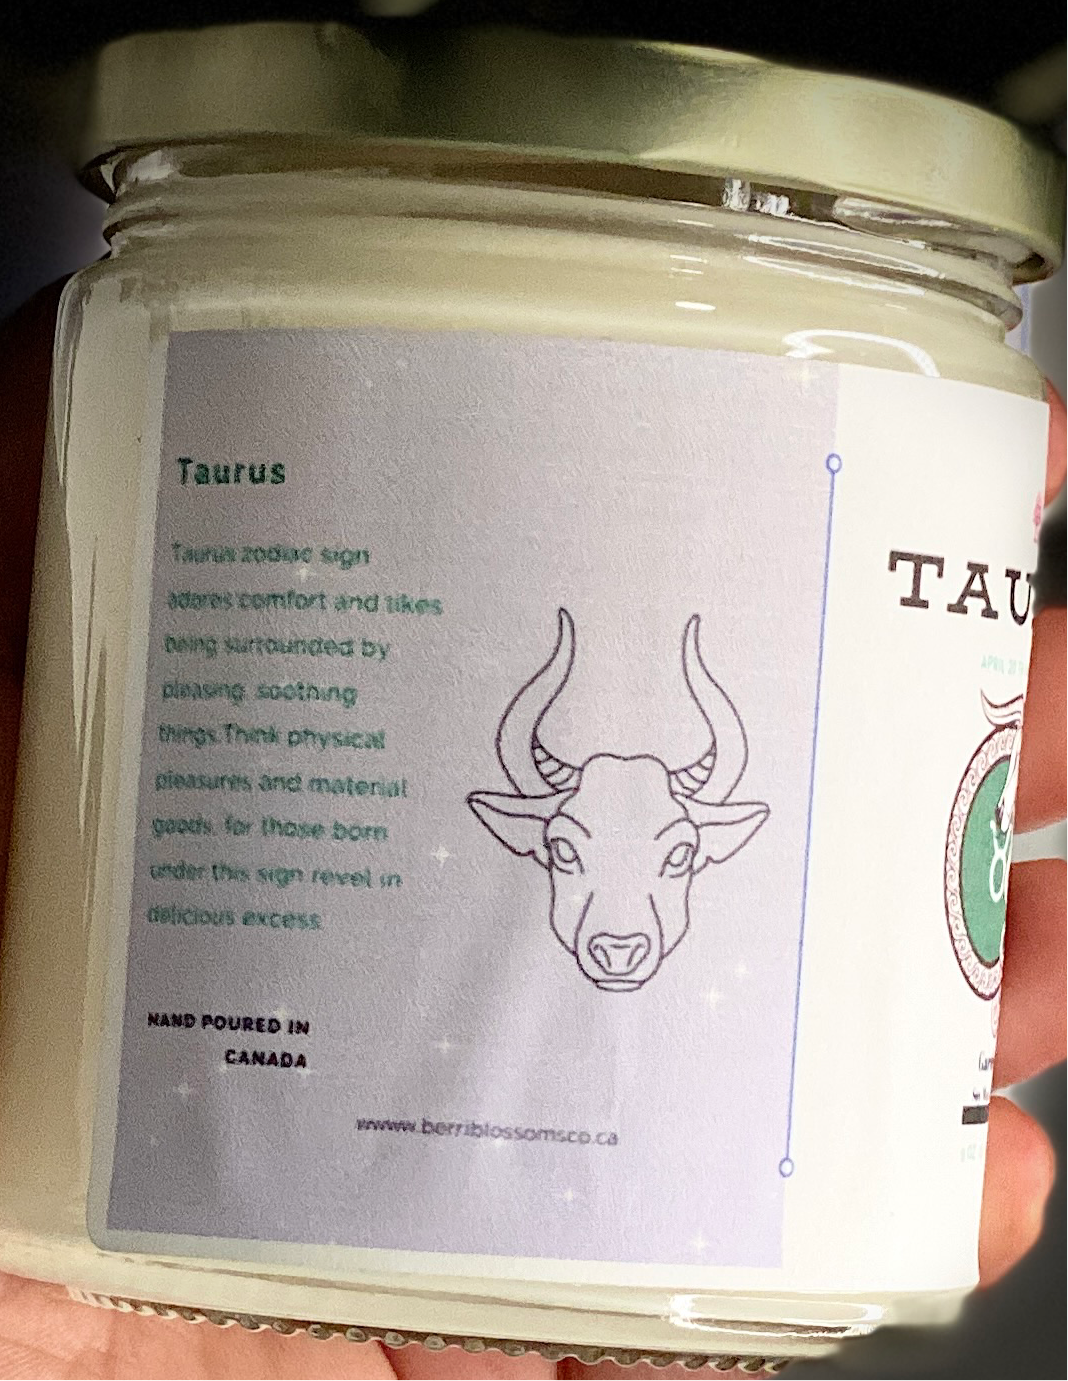 Taurus
Taurus zodiac sign
adores comfort and likes
being surrounded by
pleasing, soothing
things.Think physical
pleasures and material
goods, for those born
under this sign revel in
delicious excess
HAND POURED IN
CANADA
www.berriblossomsco.ca
TAU
APRIL 20